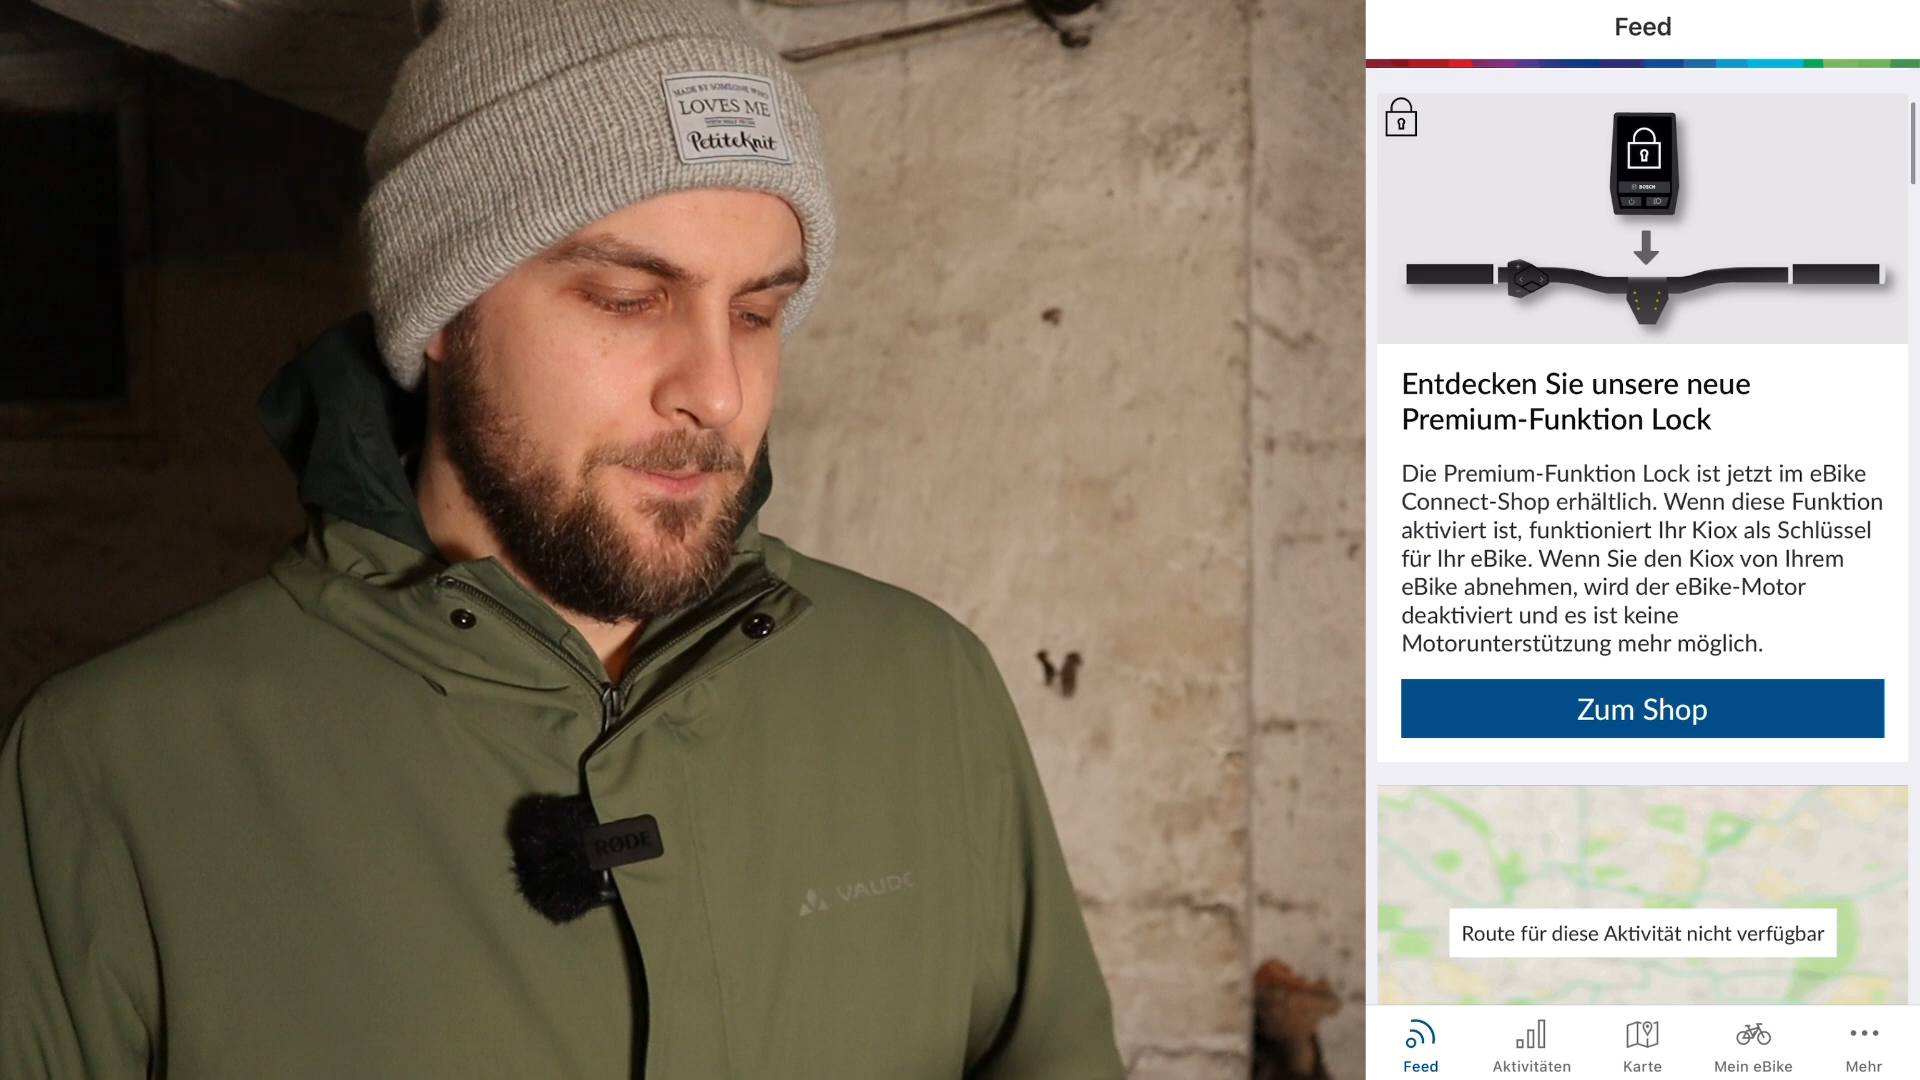 MADE BY SOMEONE WHO
LOVES ME
PetiteKnit
RØDE
VAUDE
Feed
BOSCH
Entdecken Sie unsere neue
Premium-Funktion Lock
Die Premium-Funktion Lock ist jetzt im eBike
Connect-Shop erhältlich. Wenn diese Funktion
aktiviert ist, funktioniert Ihr Kiox als Schlüssel
für Ihr eBike. Wenn Sie den Kiox von Ihrem
eBike abnehmen, wird der eBike-Motor
deaktiviert und es ist keine
Motorunterstützung mehr möglich.
Zum Shop
Route für diese Aktivität nicht verfügbar
Feed
Aktivitäten
Karte
Mein eBike
Mehr